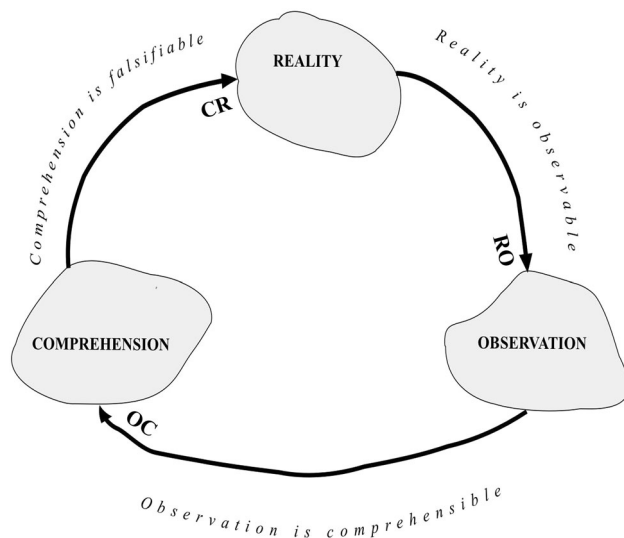 REALITY
Reality is observable
RO
OBSERVATION
Observation is comprehensible
OC
COMPREHENSION
Comprehension is falsifiable
CR